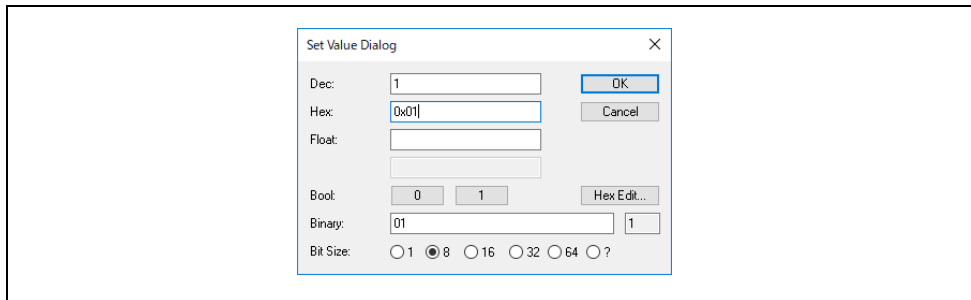 Set Value Dialog
Dec: 1 OK
Hex: 0x01 Cancel
Float:
Bool: 0 1 Hex Edit...
Binary: 01 1
Bit Size: 1 8 16 32 64 ?